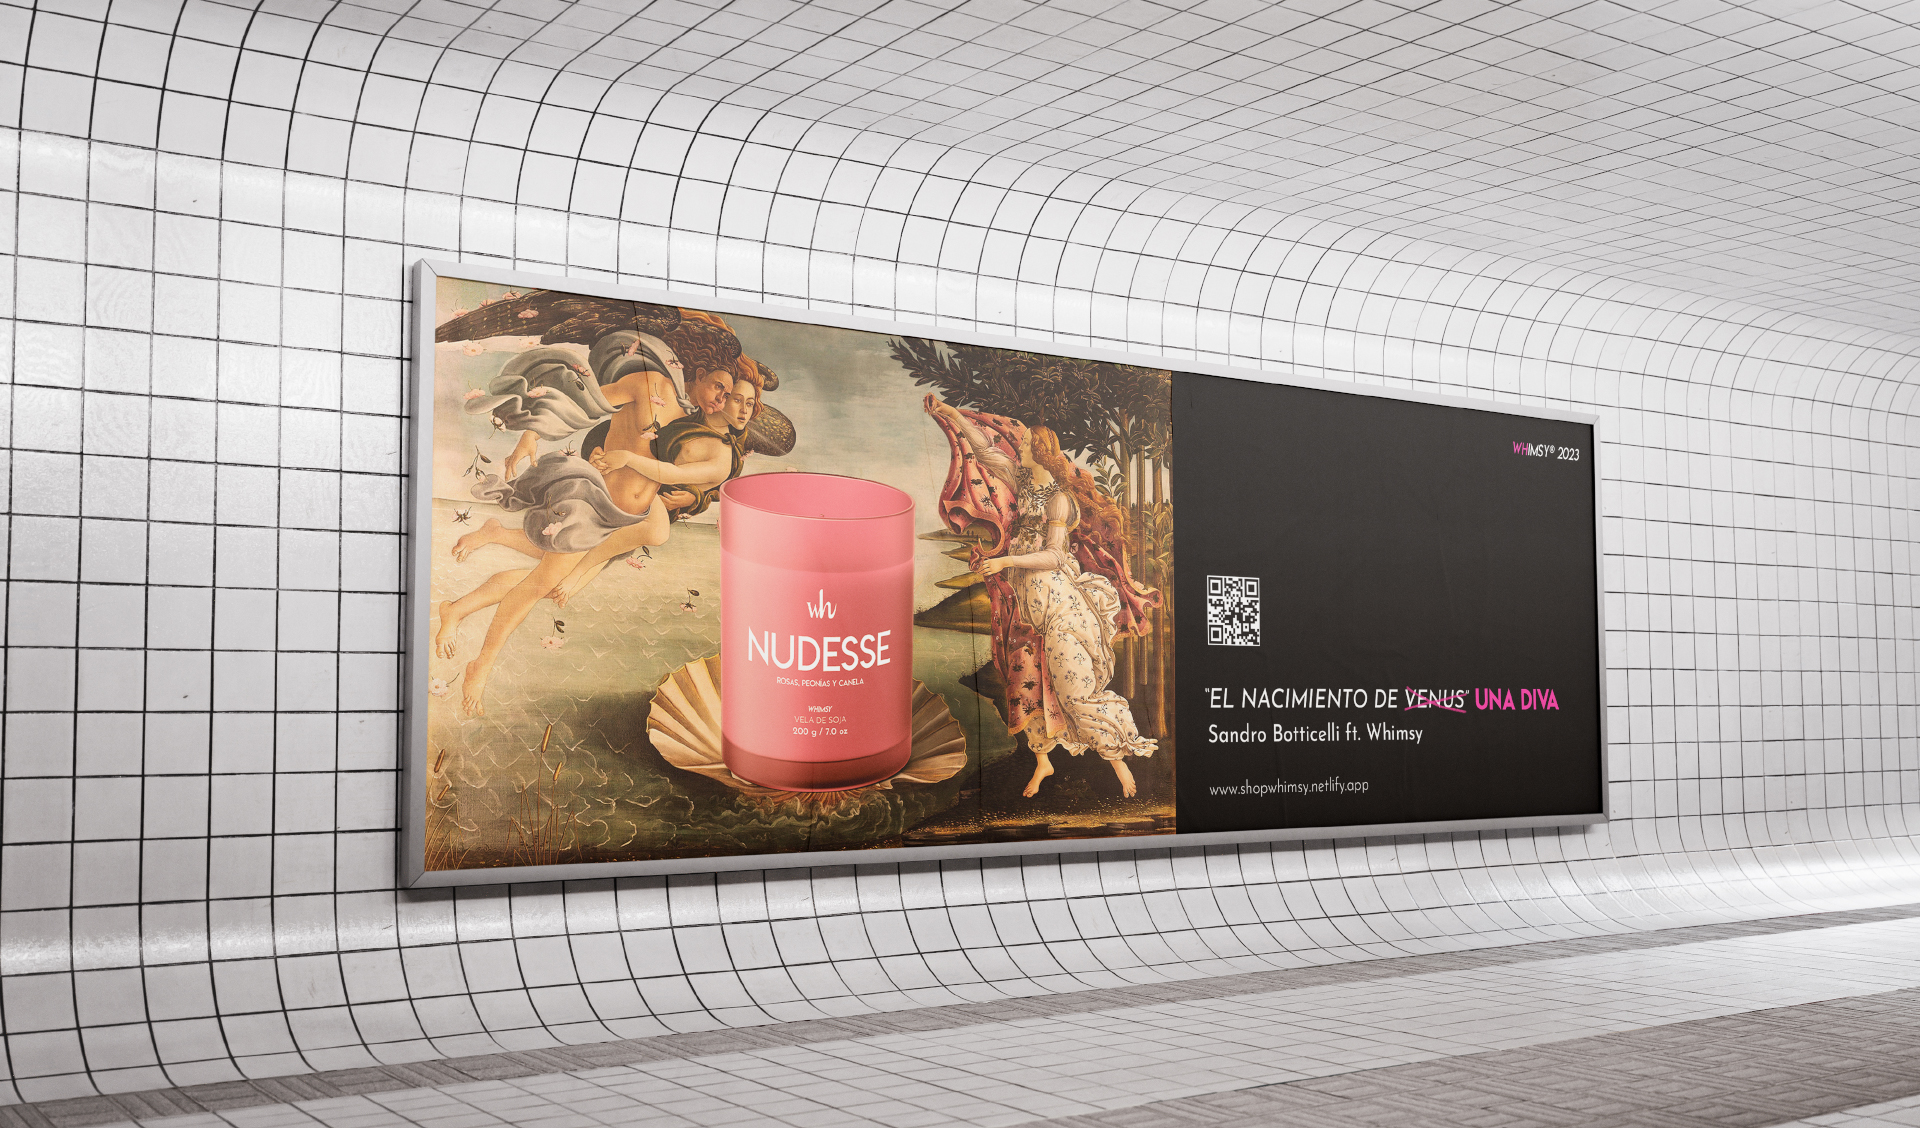 wh
NUDESSE
ROSAS, PEONÍAS Y CANELA
WHIMSY
VELA DE SOJA
200 g / 7.0 oz
WHIMSY® 2023
"EL NACIMIENTO DE VENUS" UNA DIVA
Sandro Botticelli ft. Whimsy
www.shopwhimsy.netlify.app